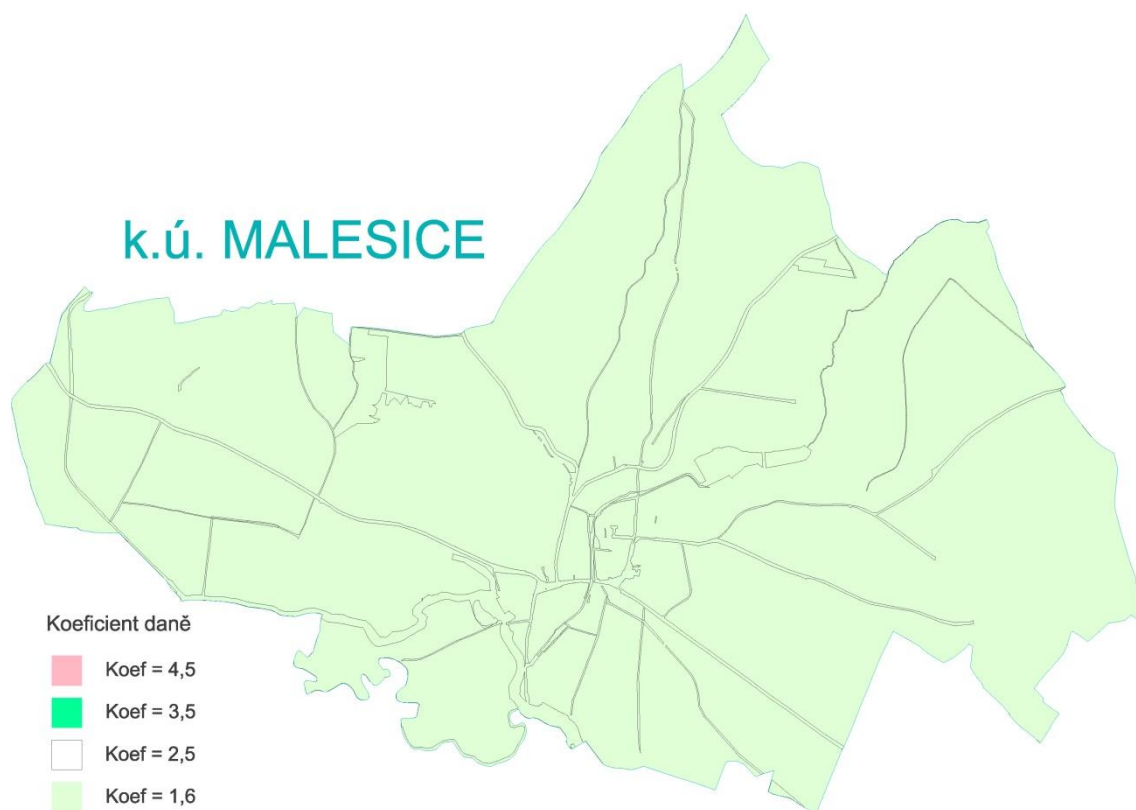 k.ú. MALESICE
Koeficient daně
Koef = 4,5
Koef = 3,5
Koef = 2,5
Koef = 1,6